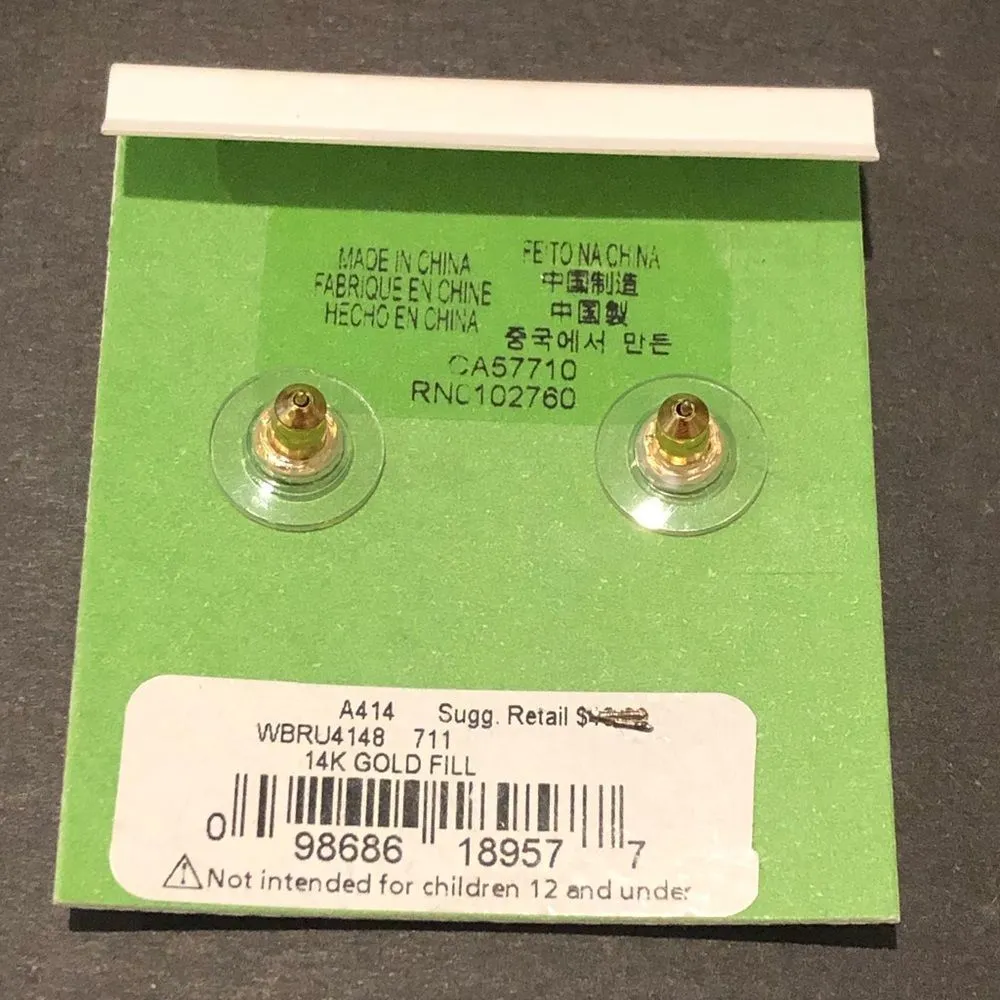 MADE IN CHINA
FABRIQUE EN CHINE
HECHO EN CHINA
FEITO NA CHINA
中国制造
中国製
중국에서 만든
CA57710
RN0102760
A414 Sugg. Retail $
WBRU4148 711
14K GOLD FILL
0 98686 18957 7
Not intended for children 12 and under